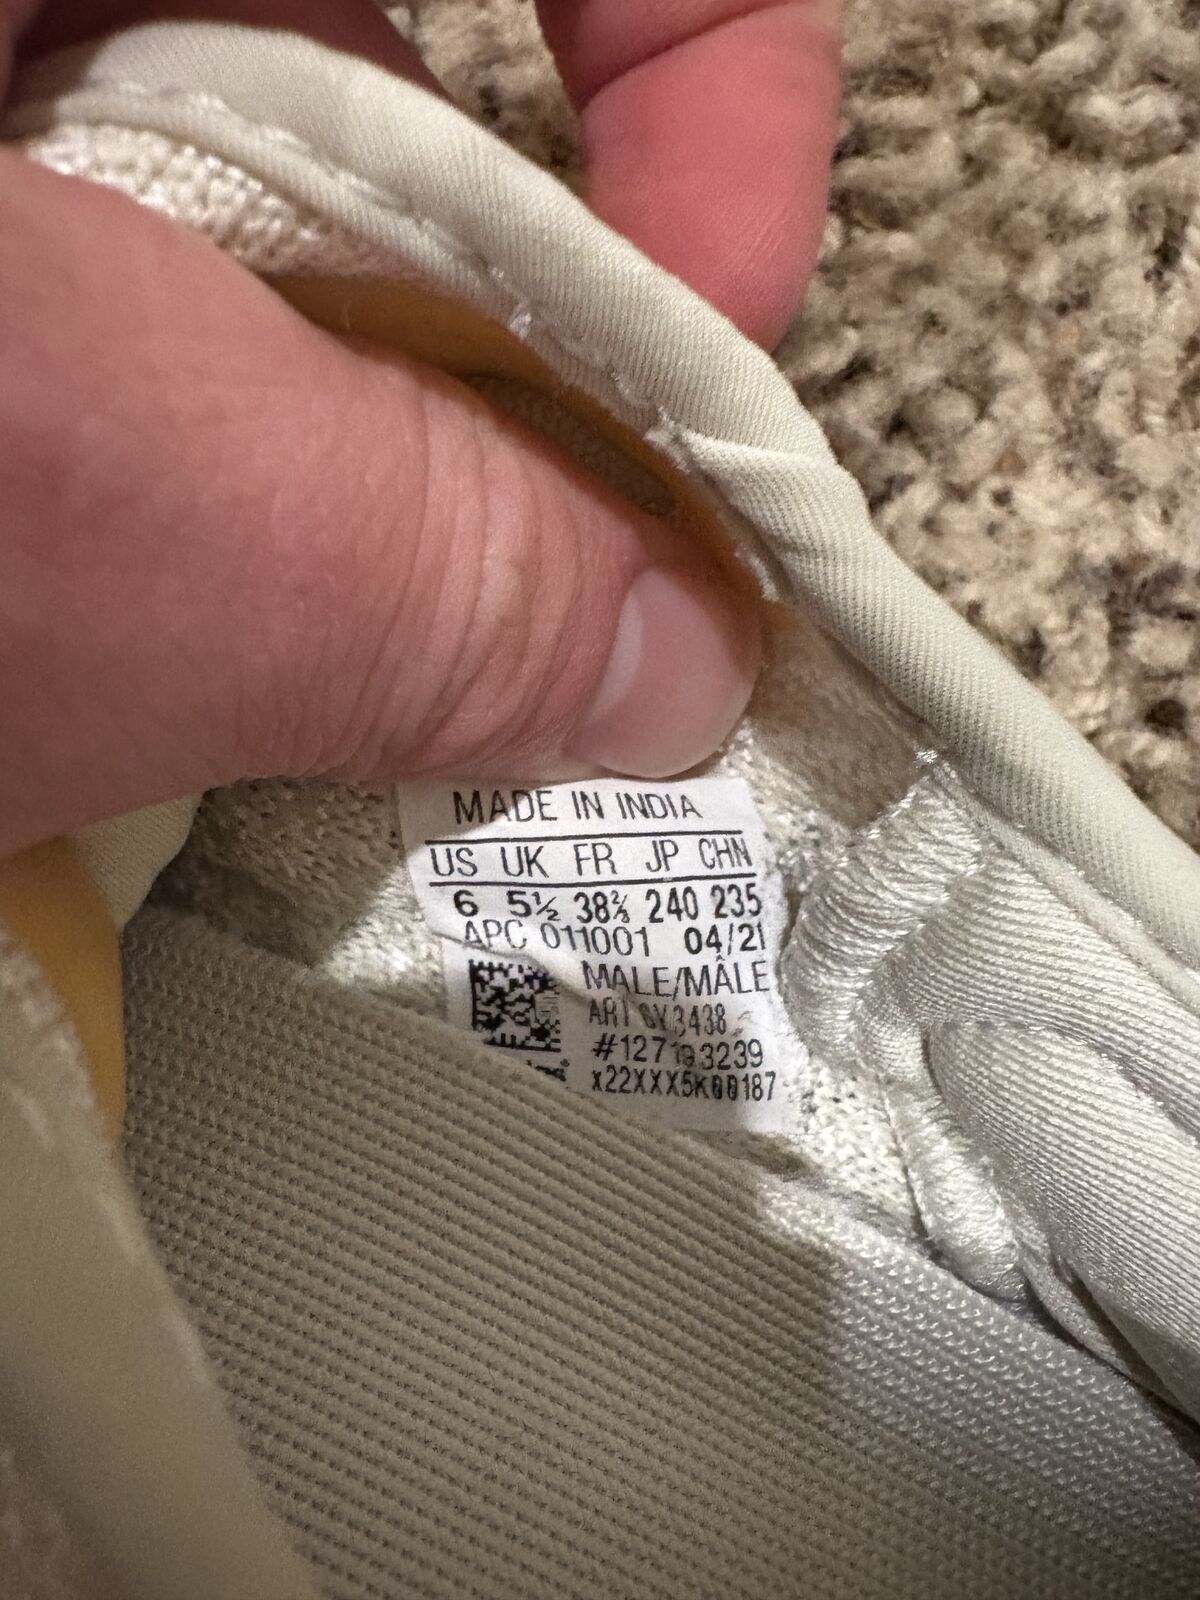 MADE IN INDIA
US UK FR JP CHN
6 5½ 38⅔ 240 235
APC 011001 04/21
MALE/MÂLE
ART
#127193239
x22XXX5K00187